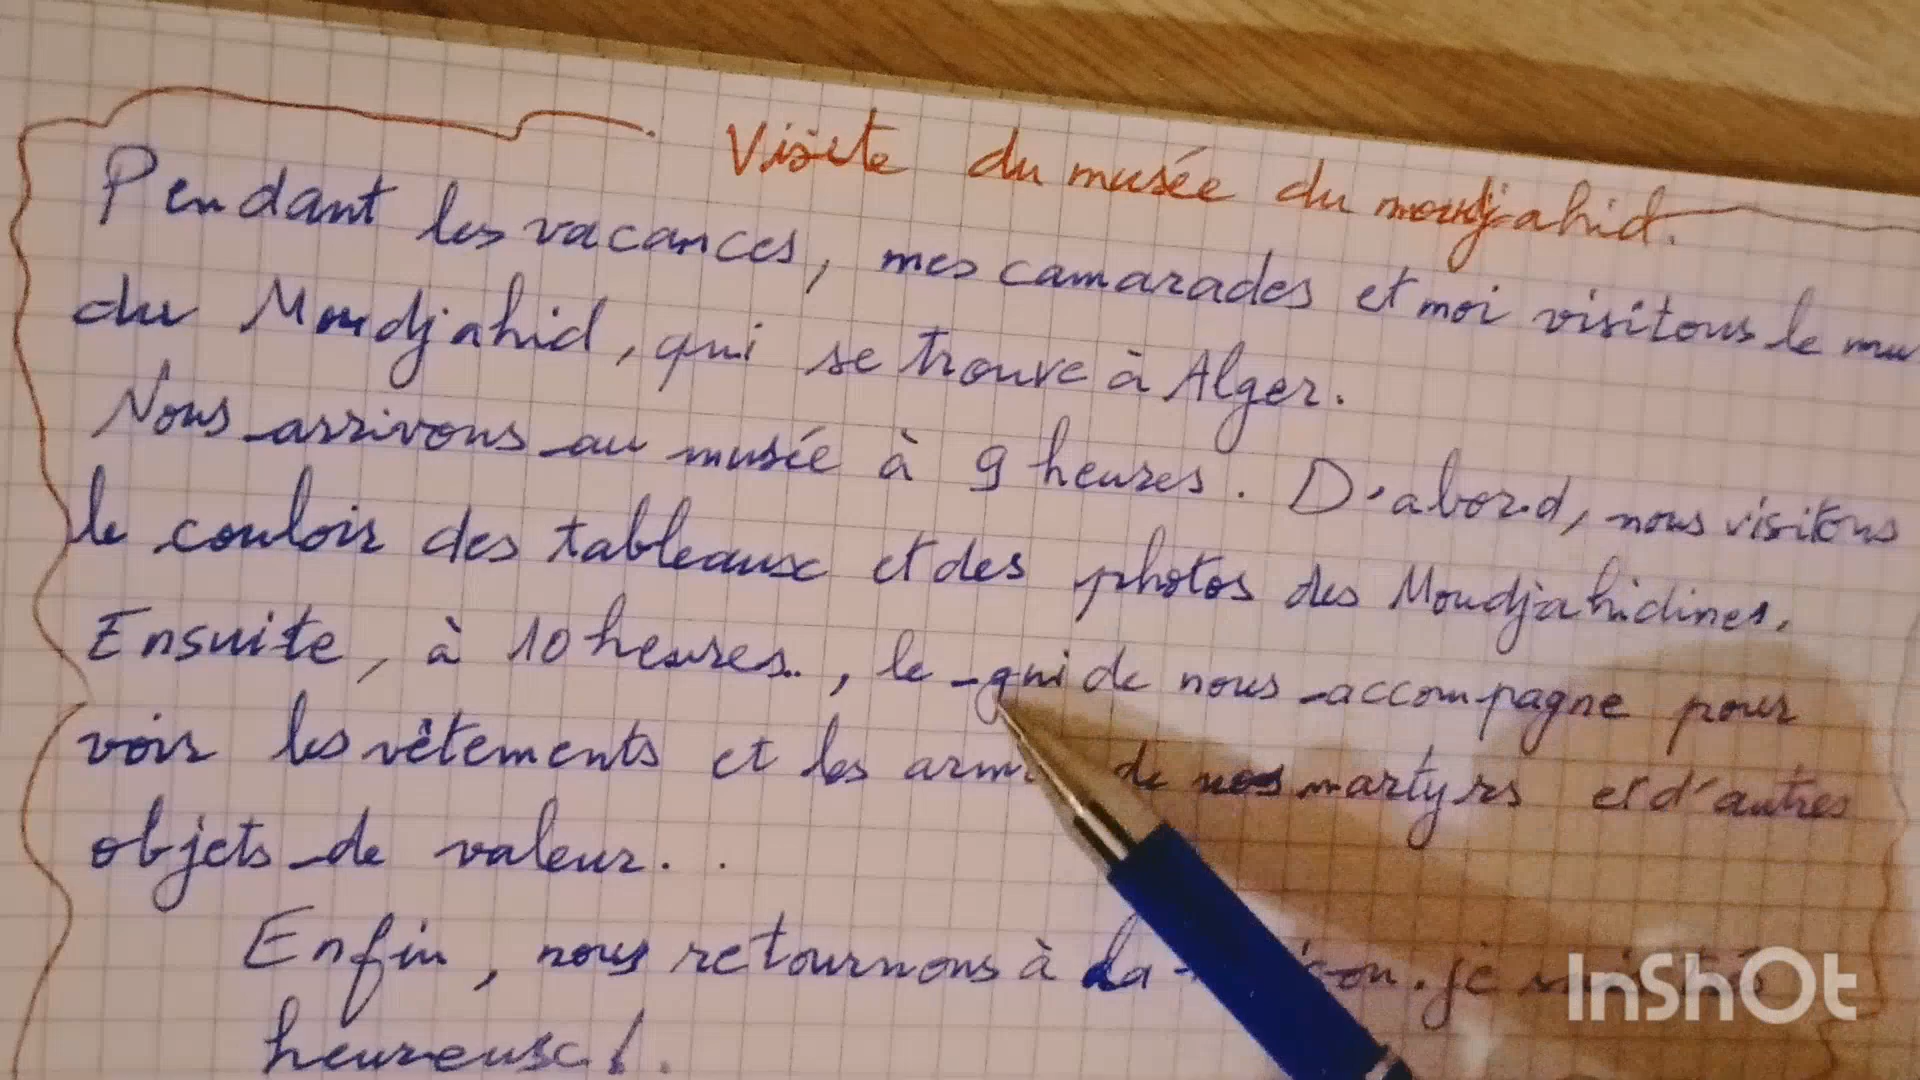 Visite du musée du moudjahid.
Pendant les vacances, mes camarades et moi visitons le mu
du Moudjahid, qui se trouve à Alger.
Nous arrivons au musée à 9 heures. D'abord, nous visitons
le couloir des tableaux et des photos des Moudjahidines.
Ensuite, à 10 heures., le guide nous accompagne pour
voir les vêtements et les de nos martyrs et d'autres
objets de valeur. .
Enfin, nous retournons à la . je
heureuse !.
InShOt